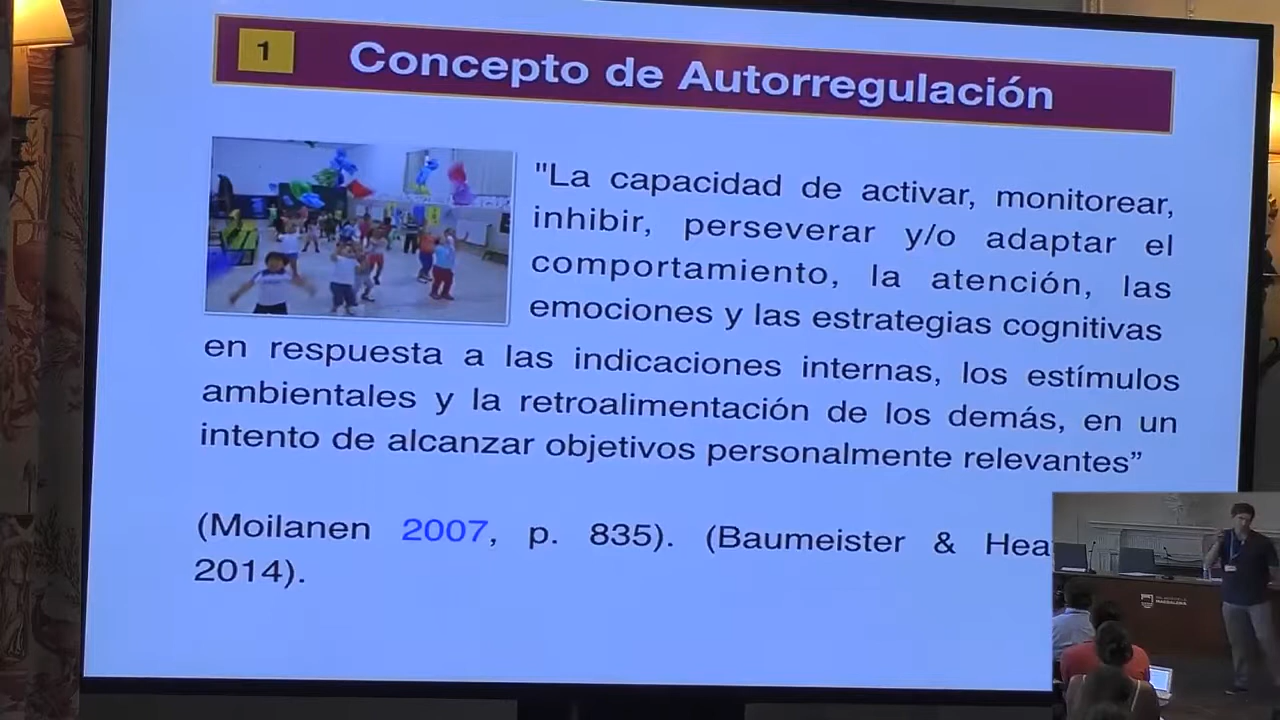 1
Concepto de Autorregulación
"La capacidad de activar, monitorear,
inhibir, perseverar y/o adaptar el
comportamiento, la atención, las
emociones y las estrategias cognitivas
en respuesta a las indicaciones internas, los estímulos
ambientales y la retroalimentación de los demás, en un
intento de alcanzar objetivos personalmente relevantes”
(Moilanen 2007, p. 835). (Baumeister & Hea
2014).
MAGDALENA